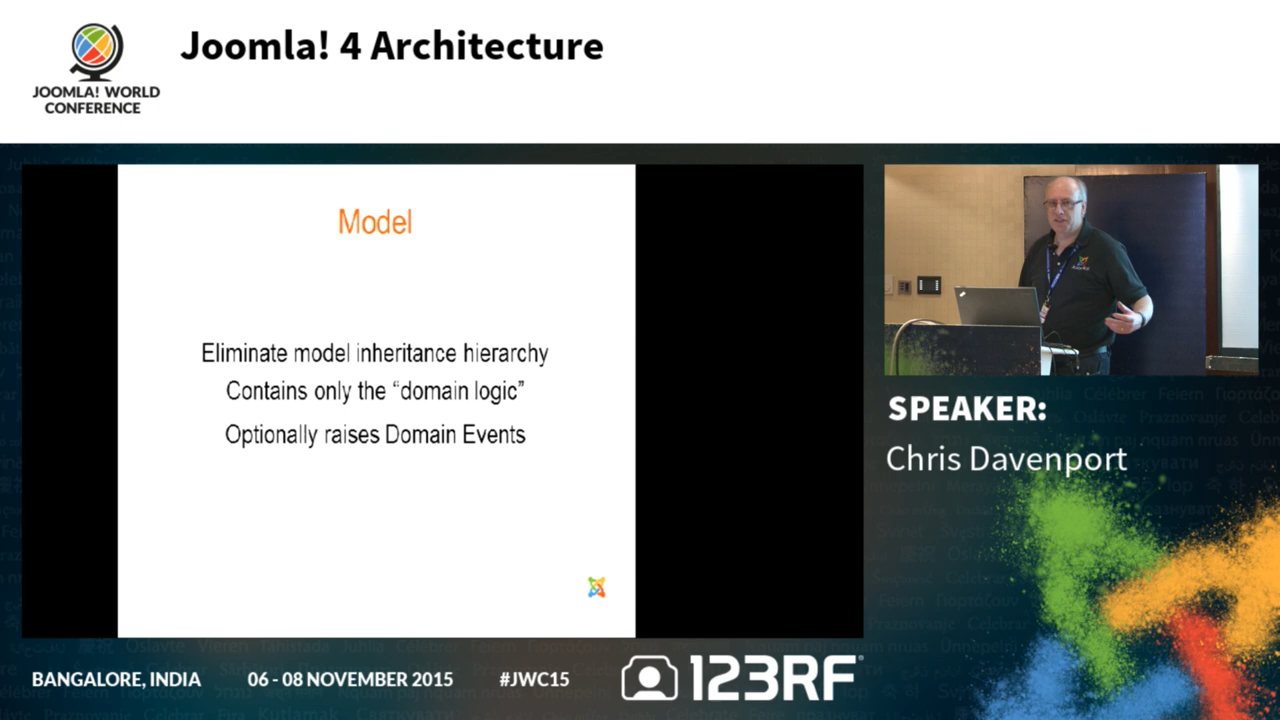 JOOMLA! WORLD
CONFERENCE
Joomla! 4 Architecture
Model
Eliminate model inheritance hierarchy
Contains only the “domain logic”
Optionally raises Domain Events
SPEAKER:
Chris Davenport
BANGALORE, INDIA
06 - 08 NOVEMBER 2015
#JWC15
123RF